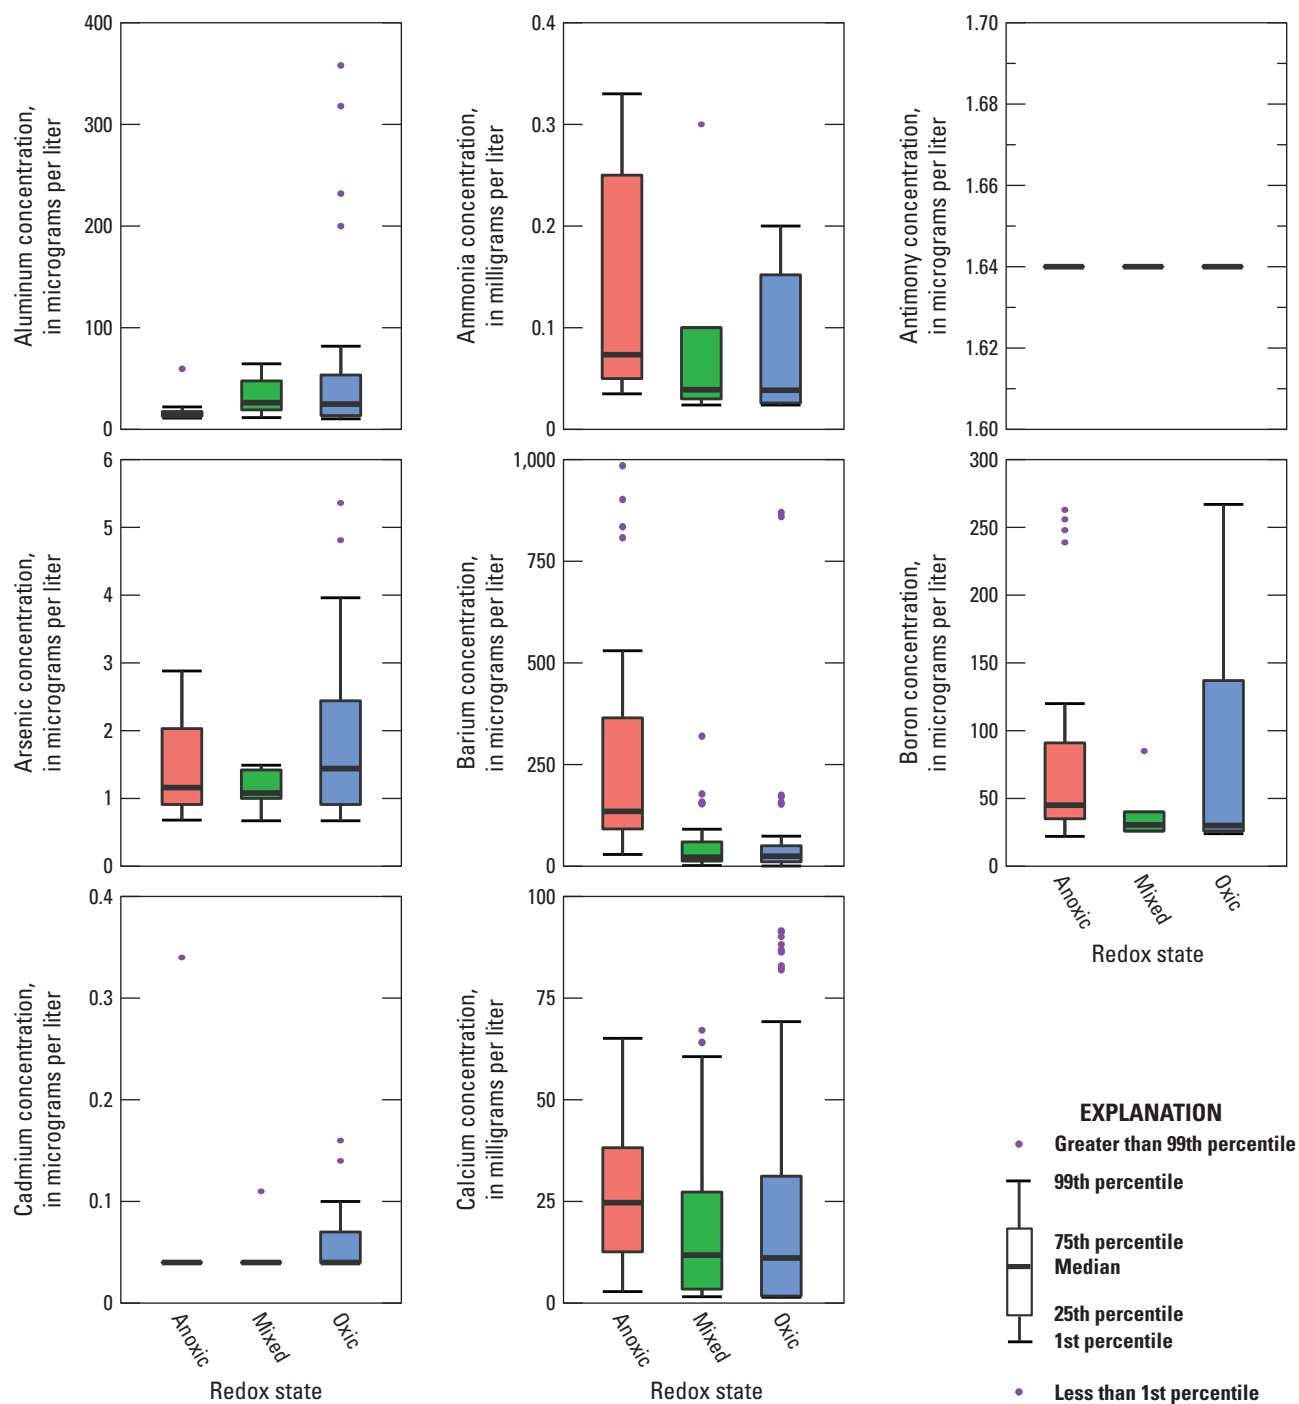 Aluminum concentration,
in micrograms per liter
400
300
200
100
0
Ammonia concentration,
in milligrams per liter
0.4
0.3
0.2
0.1
0
Antimony concentration,
in micrograms per liter
1.70
1.68
1.66
1.64
1.62
1.60
Arsenic concentration,
in micrograms per liter
6
5
4
3
2
1
0
Barium concentration,
in micrograms per liter
1,000
750
500
250
0
Boron concentration,
in micrograms per liter
300
250
200
150
100
50
0
Anoxic
Mixed
Oxic
Redox state
Cadmium concentration,
in micrograms per liter
0.4
0.3
0.2
0.1
0
Anoxic
Mixed
Oxic
Redox state
Calcium concentration,
in milligrams per liter
100
75
50
25
0
Anoxic
Mixed
Oxic
Redox state
EXPLANATION
Greater than 99th percentile
99th percentile
75th percentile
Median
25th percentile
1st percentile
Less than 1st percentile